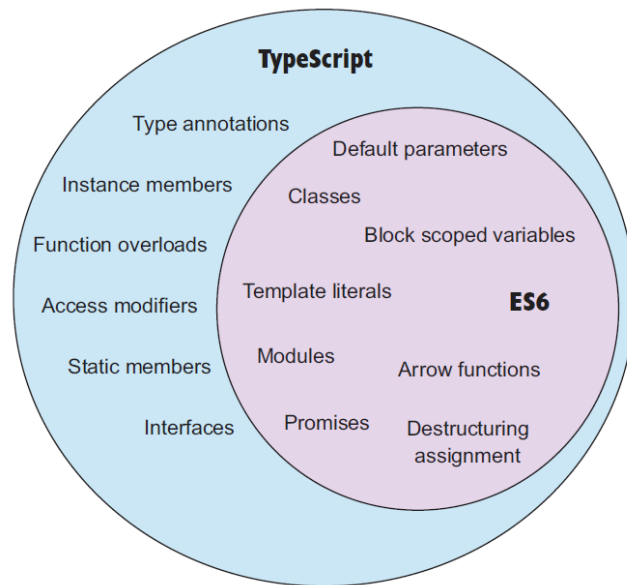 TypeScript
Type annotations
Instance members
Function overloads
Access modifiers
Static members
Interfaces
Default parameters
Classes
Block scoped variables
Template literals
ES6
Modules
Arrow functions
Promises
Destructuring
assignment